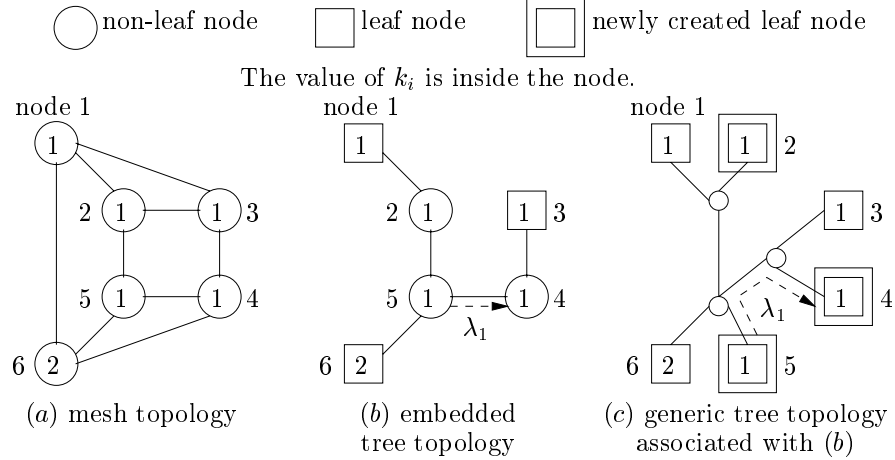 non-leaf node leaf node newly created leaf node
The value of k_i is inside the node.
node 1 node 1 node 1
1 1 1 1 2
2 1 1 3 2 1 1 3 1 3
5 1 1 4 5 1 1 4 1 4
λ_1 λ_1
6 2 6 2 6 2 1 5
(a) mesh topology (b) embedded (c) generic tree topology
tree topology associated with (b)